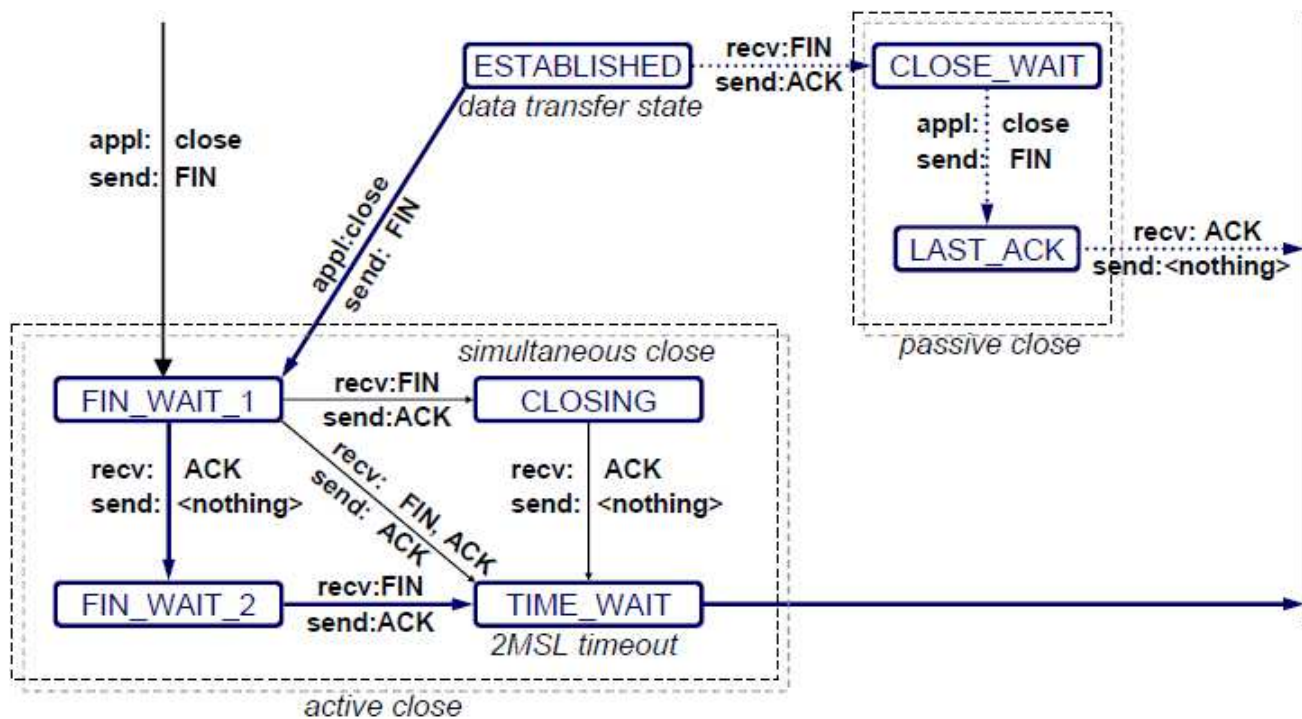 ESTABLISHED
data transfer state
recv:FIN
send:ACK
CLOSE_WAIT
appl: close
send: FIN
appl: close
send: FIN
appl:close
send: FIN
LAST_ACK
recv: ACK
send:<nothing>
passive close
simultaneous close
FIN_WAIT_1
recv:FIN
send:ACK
CLOSING
recv: ACK
send: <nothing>
recv: FIN, ACK
send: ACK
recv: ACK
send: <nothing>
FIN_WAIT_2
recv:FIN
send:ACK
TIME_WAIT
2MSL timeout
active close